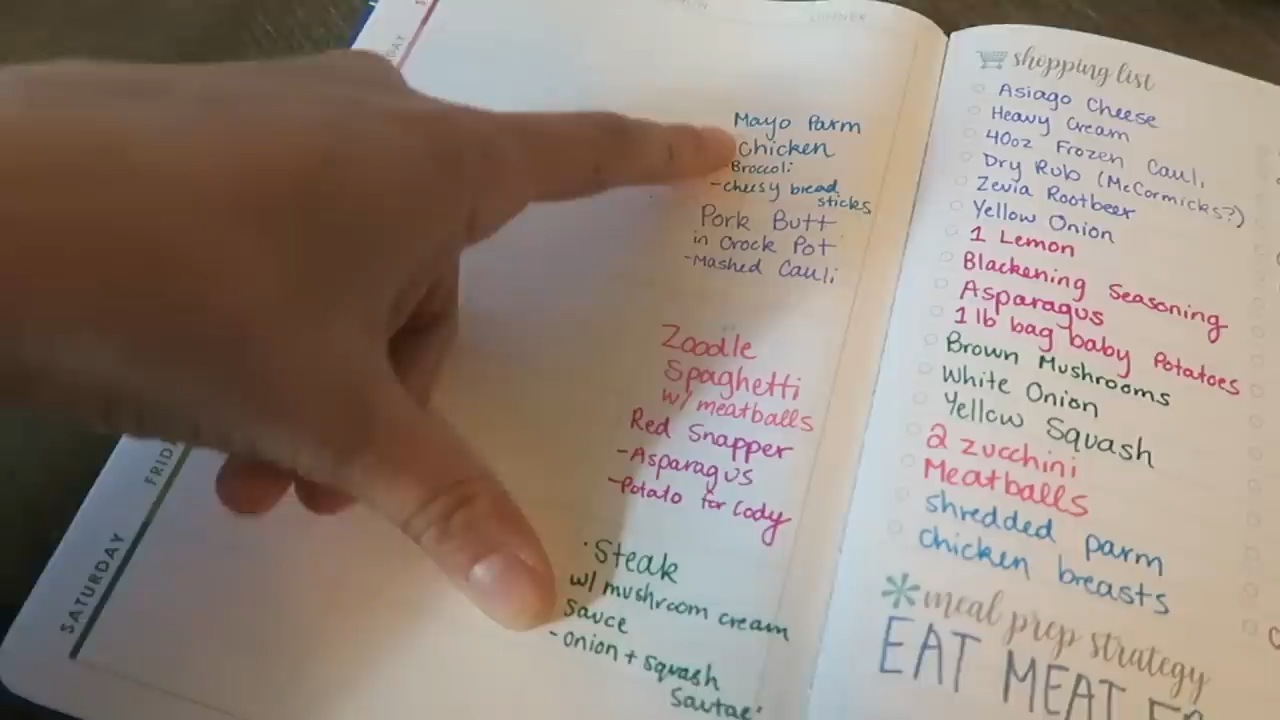 DINNER
Mayo Parm
Chicken
-Broccoli
-cheesy bread
sticks
Pork Butt
in Crock Pot
-Mashed Cauli
Zoodle
Spaghetti
w/ meatballs
Red Snapper
-Asparagus
-Potato for Cody
·Steak
w/ mushroom cream
sauce
-onion + squash
Sautae'
FRID
SATURDAY
shopping list
Asiago Cheese
Heavy Cream
40oz Frozen Cauli
Dry Rub (McCormicks?)
Zevia Rootbeer
Yellow Onion
1 Lemon
Blackening Seasoning
Asparagus
1 lb bag baby Potatoes
Brown Mushrooms
White Onion
Yellow Squash
2 zucchini
Meatballs
shredded parm
chicken breasts
meal prep strategy
EAT MEAT